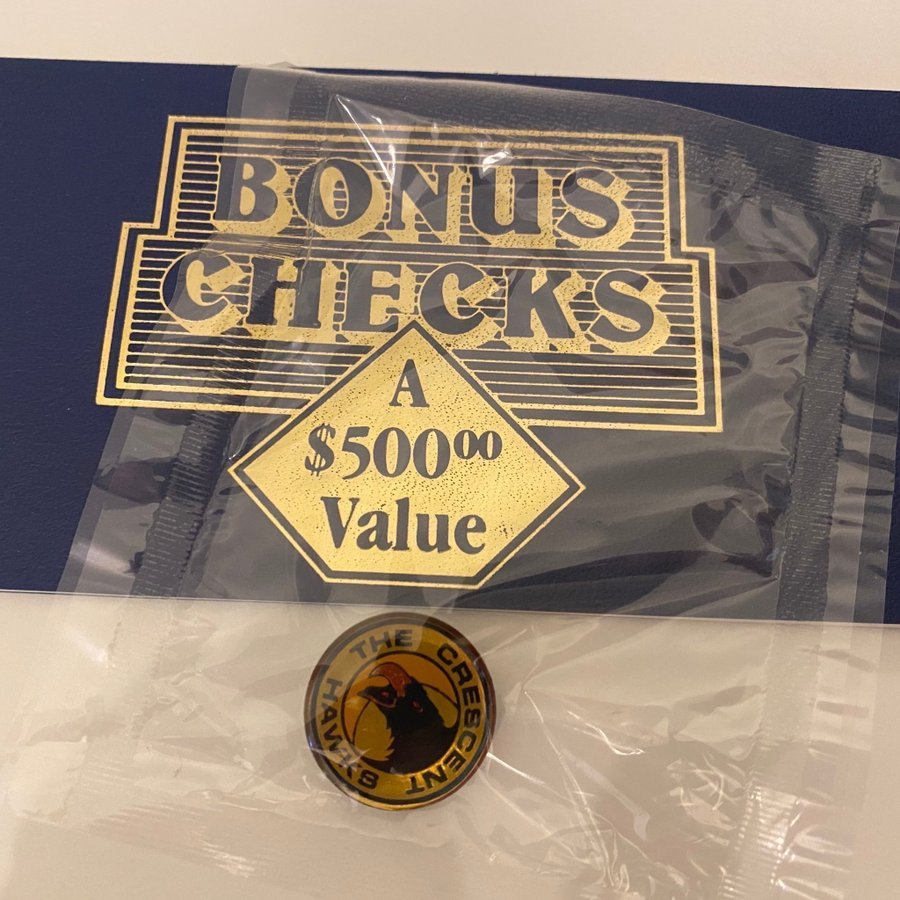 BONUS
CHECKS
A
$500⁰⁰
Value
THE CRESCENT HAWKS